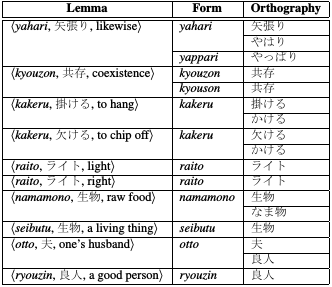 Lemma Form Orthography
⟨yahari, 矢張り, likewise⟩ yahari 矢張り
やはり
yappari やっぱり
⟨kyouzon, 共存, coexistence⟩ kyouzon 共存
kyouson 共存
⟨kakeru, 掛ける, to hang⟩ kakeru 掛ける
かける
⟨kakeru, 欠ける, to chip off⟩ kakeru 欠ける
かける
⟨raito, ライト, light⟩ raito ライト
⟨raito, ライト, right⟩ raito ライト
⟨namamono, 生物, raw food⟩ namamono 生物
なま物
⟨seibutu, 生物, a living thing⟩ seibutu 生物
⟨otto, 夫, one's husband⟩ otto 夫
良人
⟨ryouzin, 良人, a good person⟩ ryouzin 良人